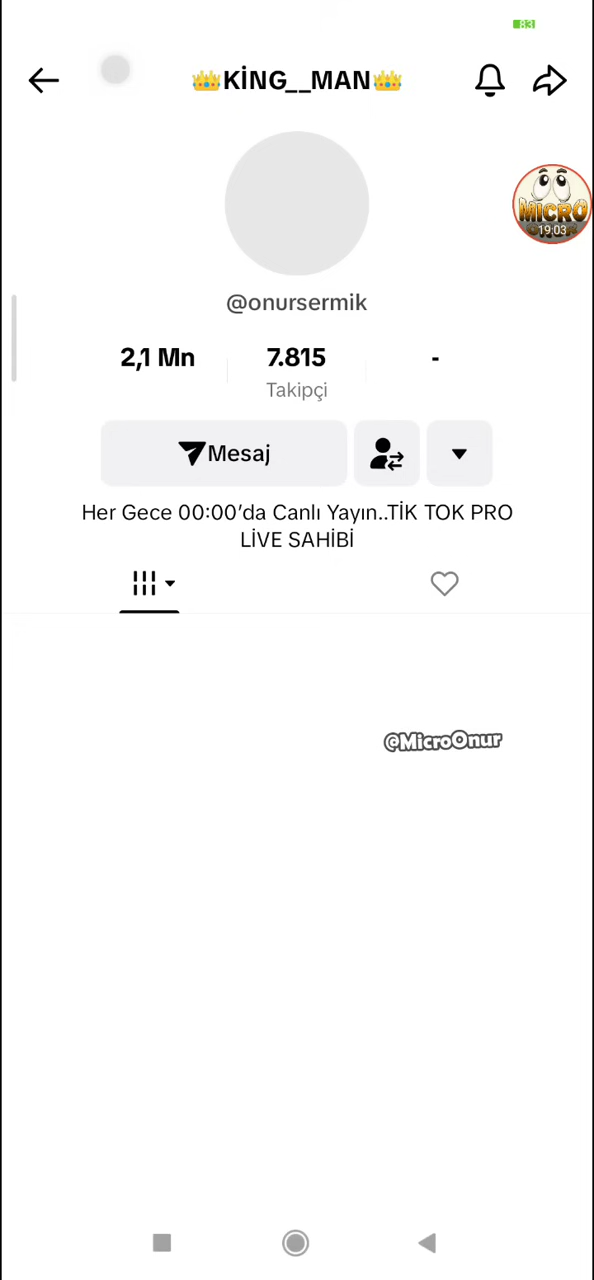 83
👑KİNG__MAN👑
MICRO
19:03
@onursermik
2,1 Mn
7.815
-
Takipçi
Mesaj
Her Gece 00:00’da Canlı Yayın..TİK TOK PRO
LİVE SAHİBİ
@MicroOnur